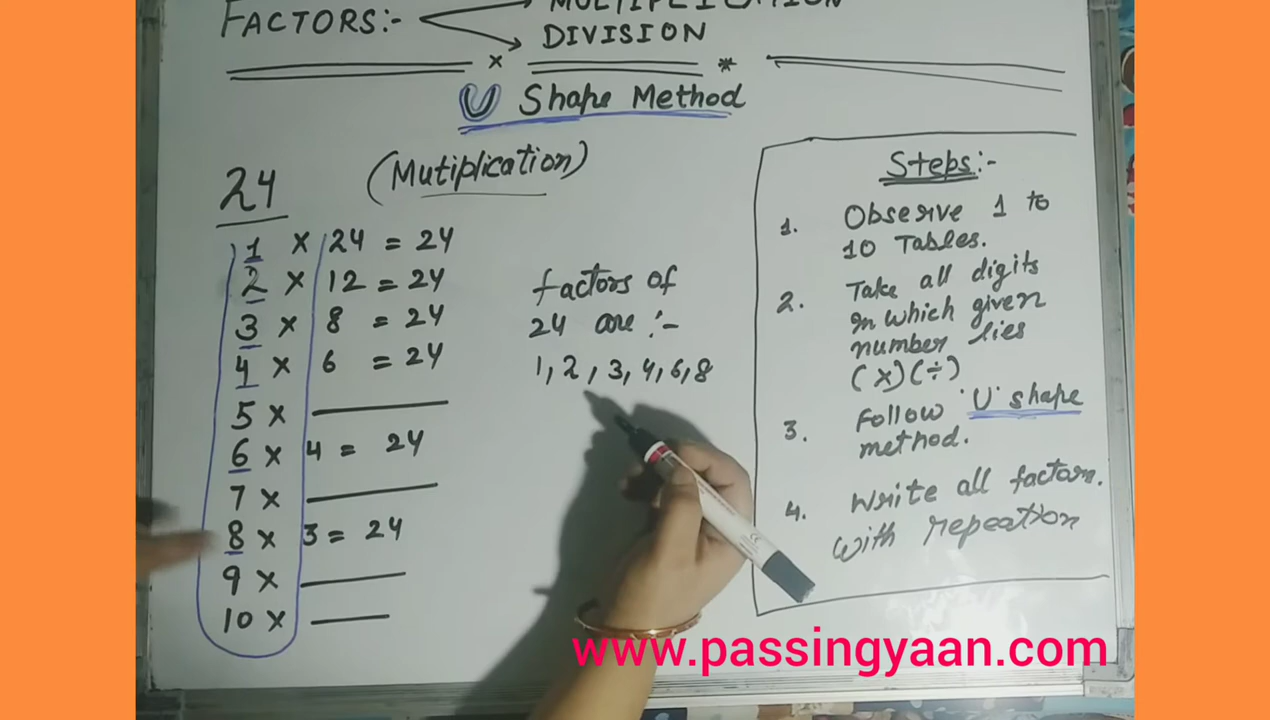 FACTORS:-
MULTIPLICATION
DIVISION
U Shape Method
(Mutiplication)
24
1 × 24 = 24
2 × 12 = 24
3 × 8 = 24
4 × 6 = 24
5 ×
6 × 4 = 24
7 ×
8 × 3 = 24
9 ×
10 ×
factors of
24 are :-
1, 2, 3, 4, 6, 8
Steps:-
1. Observe 1 to
10 Tables.
2. Take all digits
in which given
number lies
(×)(÷)
3. Follow 'U' shape
method.
4. Write all factors.
with repeation
www.passingyaan.com